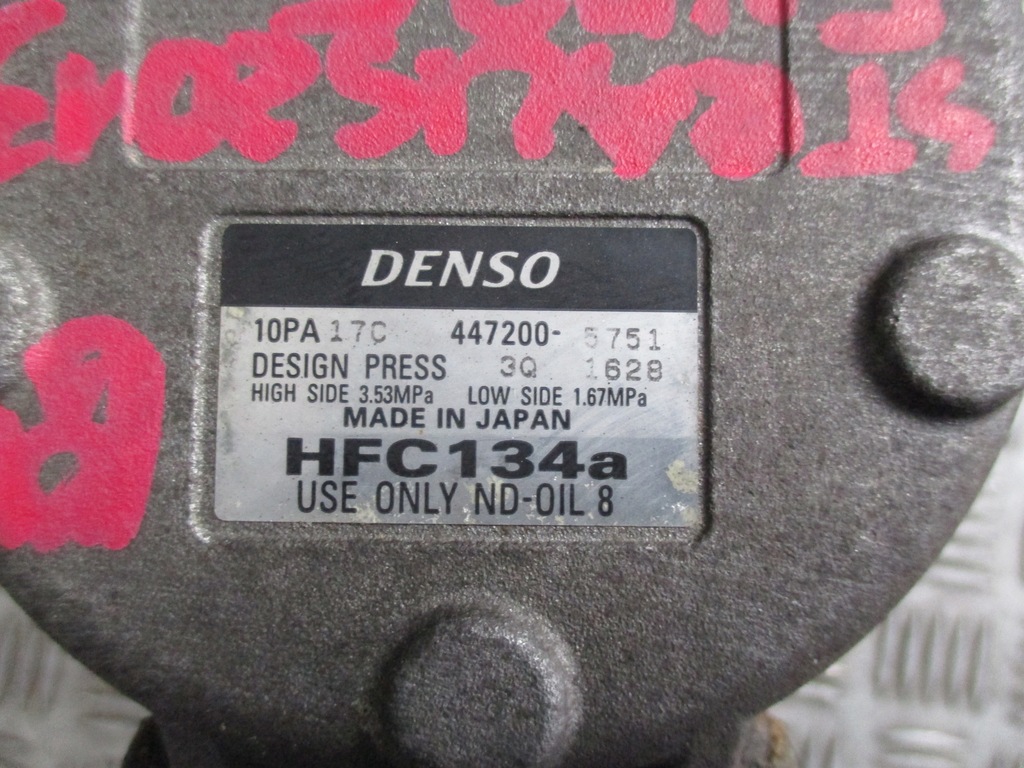 DENSO
10PA 17C 447200- 5751
DESIGN PRESS 3Q 1628
HIGH SIDE 3.53MPa LOW SIDE 1.67MPa
MADE IN JAPAN
HFC134a
USE ONLY ND-OIL 8